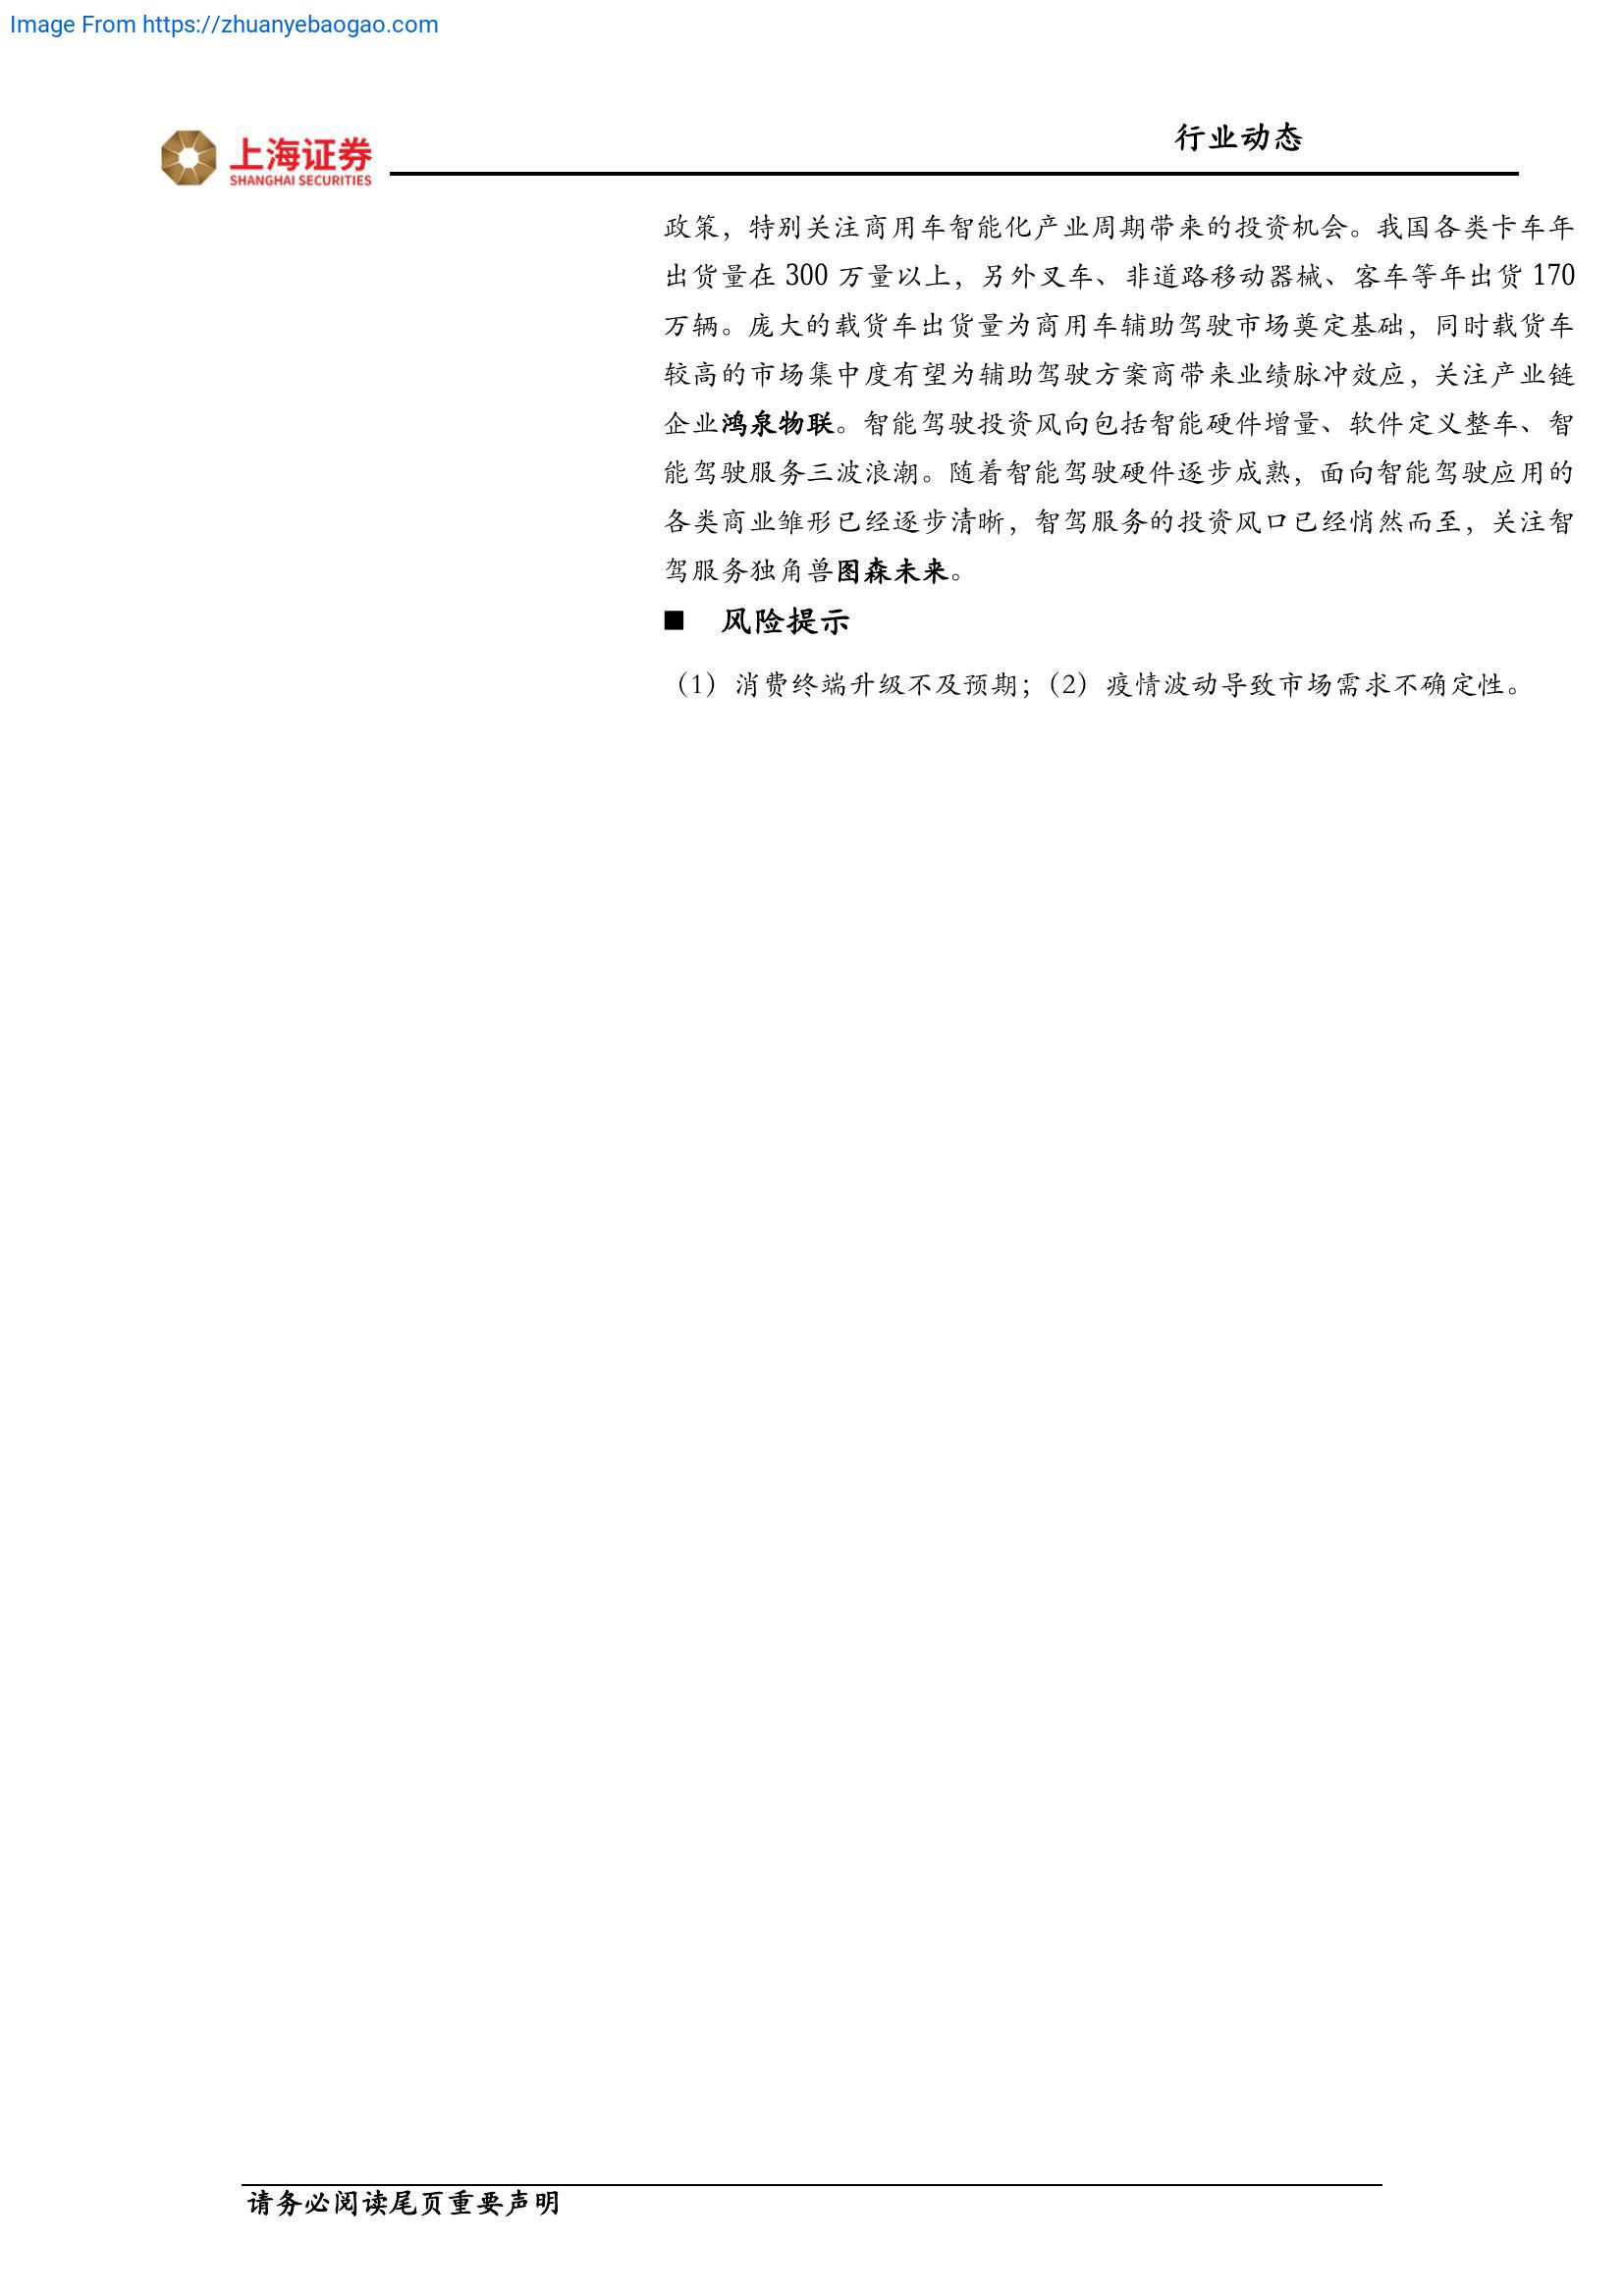 Image From https://zhuanyebaogao.com
行业动态
上海证券
SHANGHAI SECURITIES
政策，特别关注商用车智能化产业周期带来的投资机会。我国各类卡车年
出货量在 300 万量以上，另外叉车、非道路移动器械、客车等年出货 170
万辆。庞大的载货车出货量为商用车辅助驾驶市场奠定基础，同时载货车
较高的市场集中度有望为辅助驾驶方案商带来业绩脉冲效应，关注产业链
企业鸿泉物联。智能驾驶投资风向包括智能硬件增量、软件定义整车、智
能驾驶服务三波浪潮。随着智能驾驶硬件逐步成熟，面向智能驾驶应用的
各类商业雏形已经逐步清晰，智驾服务的投资风口已经悄然而至，关注智
驾服务独角兽图森未来。
■ 风险提示
（1）消费终端升级不及预期；（2）疫情波动导致市场需求不确定性。
请务必阅读尾页重要声明